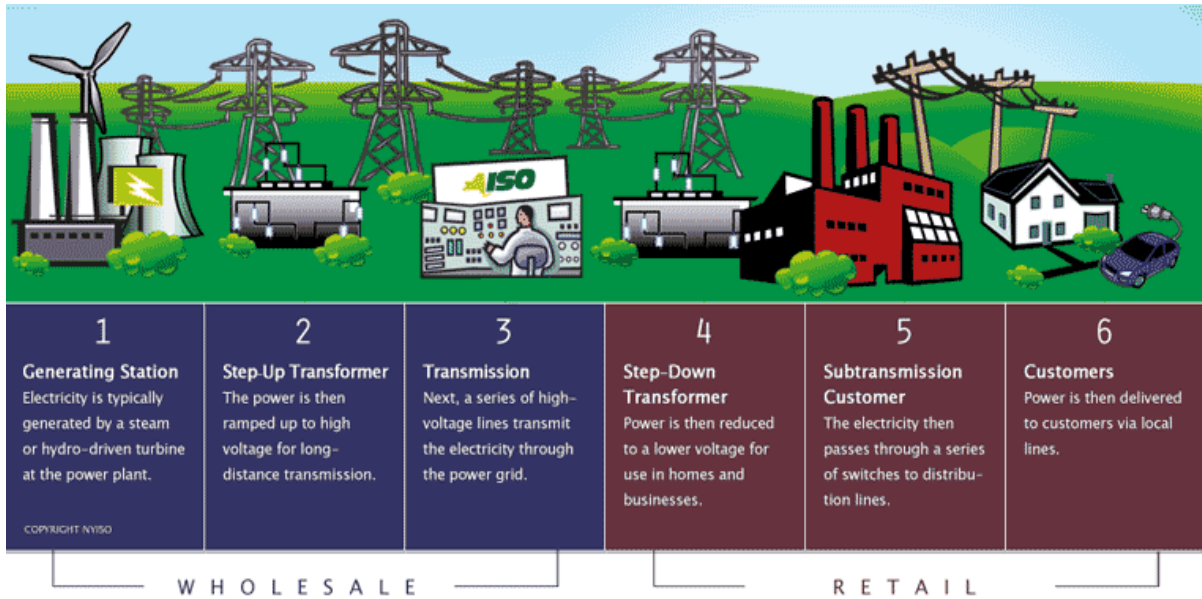 ISO
1
Generating Station
Electricity is typically
generated by a steam
or hydro-driven turbine
at the power plant.
COPYRIGHT NYISO
2
Step-Up Transformer
The power is then
ramped up to high
voltage for long-
distance transmission.
3
Transmission
Next, a series of high-
voltage lines transmit
the electricity through
the power grid.
4
Step-Down
Transformer
Power is then reduced
to a lower voltage for
use in homes and
businesses.
5
Subtransmission
Customer
The electricity then
passes through a series
of switches to distribu-
tion lines.
6
Customers
Power is then delivered
to customers via local
lines.
WHOLESALE
RETAIL